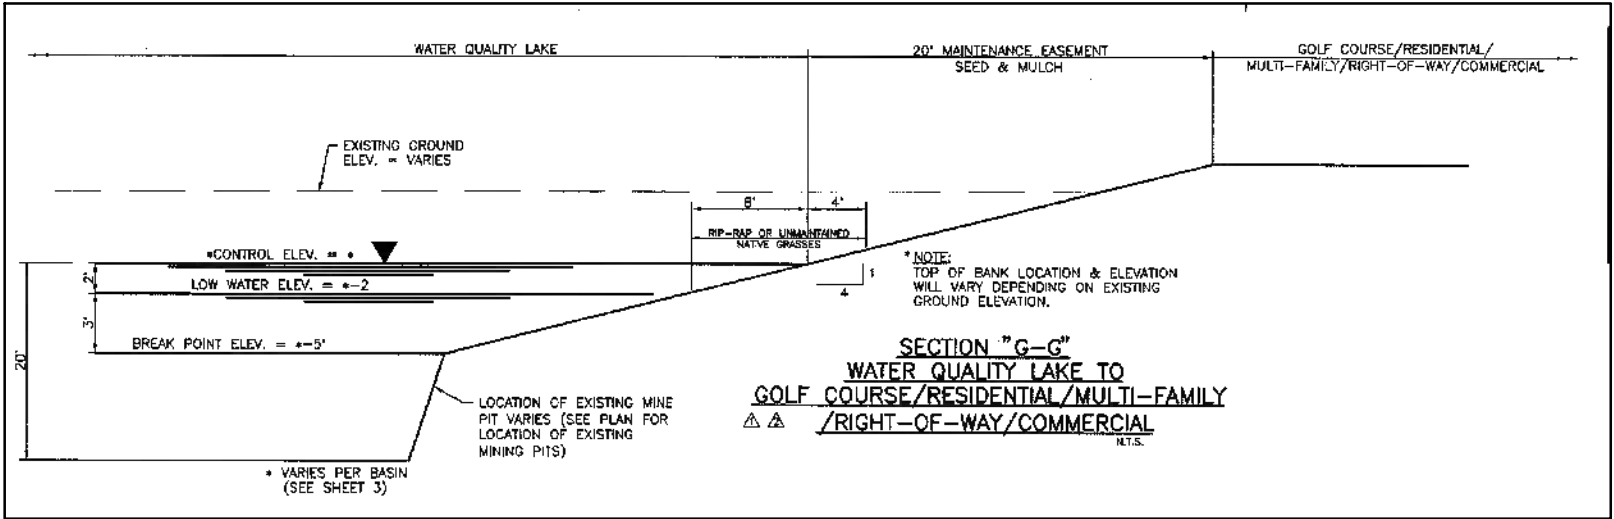 WATER QUALITY LAKE
20' MAINTENANCE EASEMENT
SEED & MULCH
GOLF COURSE/RESIDENTIAL/
MULTI-FAMILY/RIGHT-OF-WAY/COMMERCIAL
EXISTING GROUND
ELEV. = VARIES
8'
4'
RIP-RAP OR UNMAINTAINED
NATIVE GRASSES
*CONTROL ELEV. = *
2'
LOW WATER ELEV. = *-2
3'
BREAK POINT ELEV. = *-5'
20'
1
4
* NOTE:
TOP OF BANK LOCATION & ELEVATION
WILL VARY DEPENDING ON EXISTING
GROUND ELEVATION.
LOCATION OF EXISTING MINE
PIT VARIES (SEE PLAN FOR
LOCATION OF EXISTING
MINING PITS)
* VARIES PER BASIN
(SEE SHEET 3)
SECTION "G-G"
WATER QUALITY LAKE TO
GOLF COURSE/RESIDENTIAL/MULTI-FAMILY
/RIGHT-OF-WAY/COMMERCIAL
N.T.S.